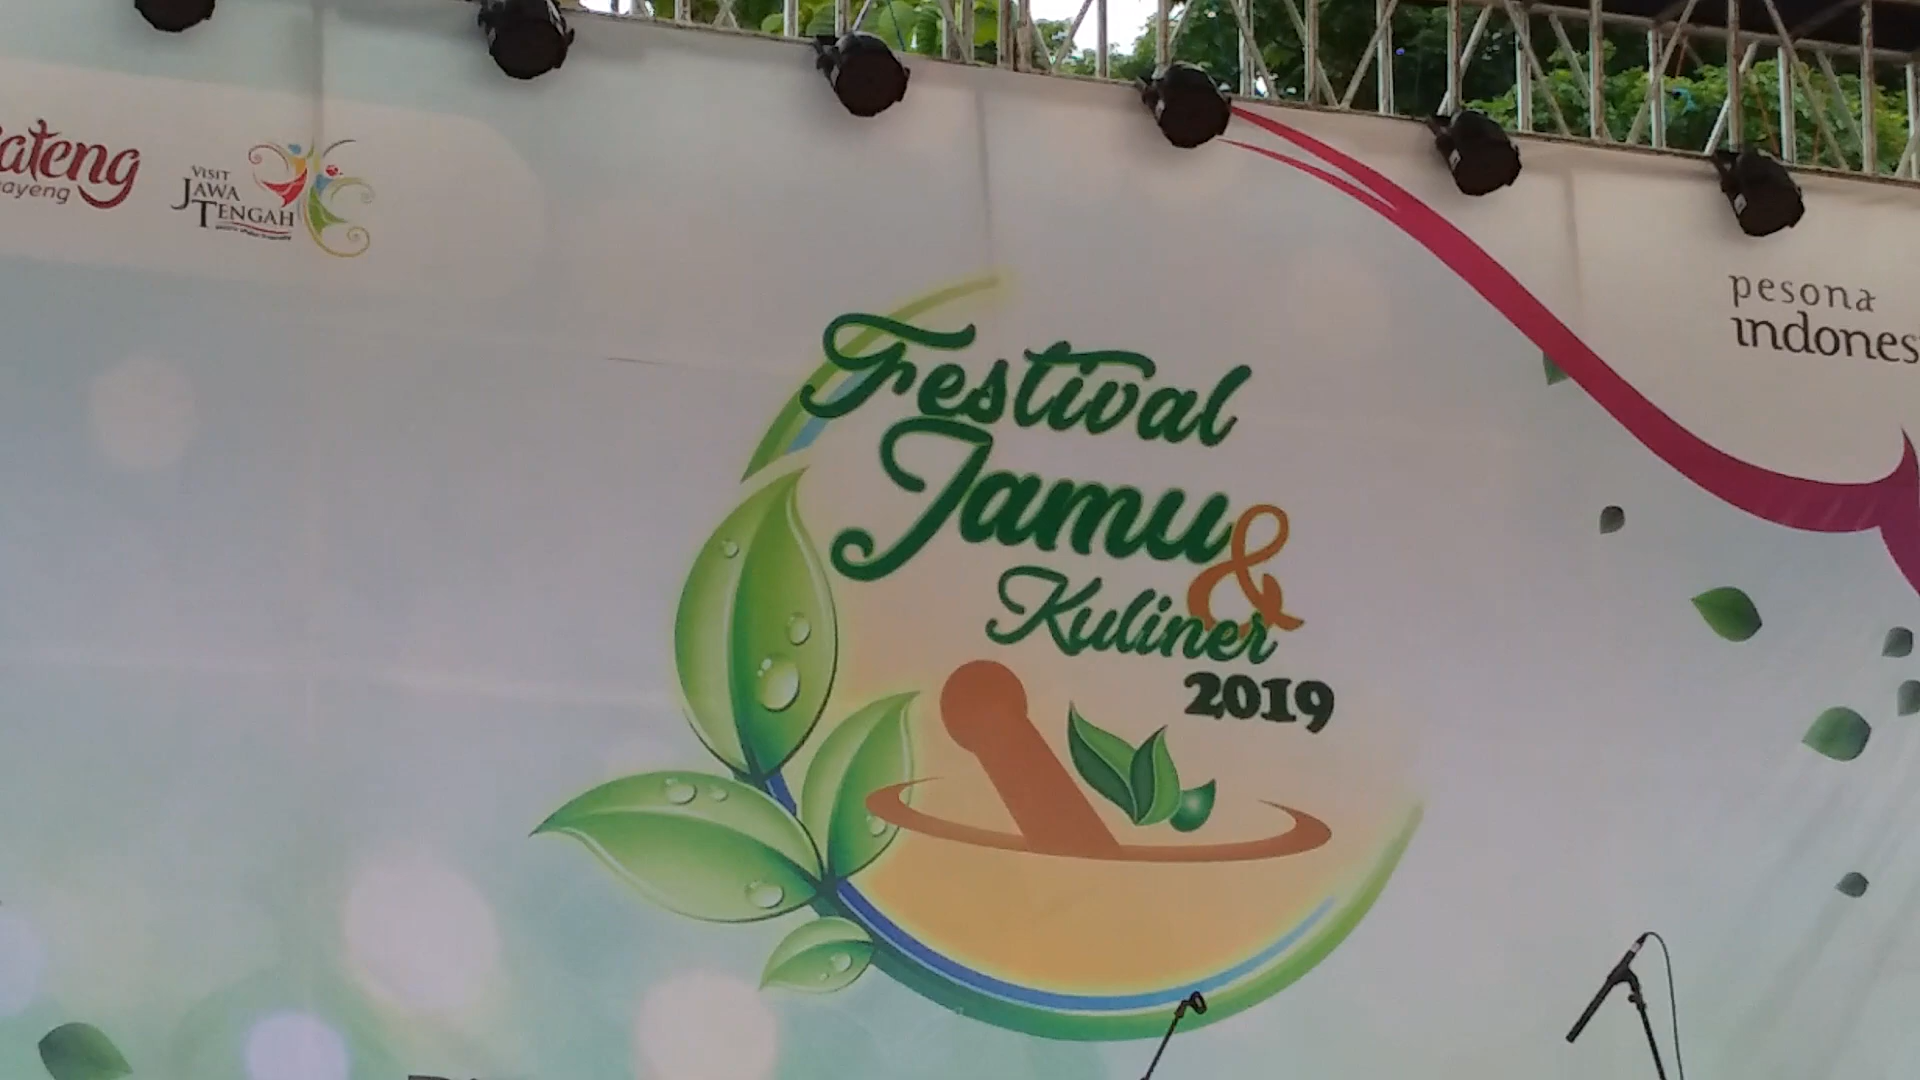 ateng
ayeng
VISIT
JAWA
TENGAH
pesona
indones
Festival
Jamu
&
Kuliner
2019